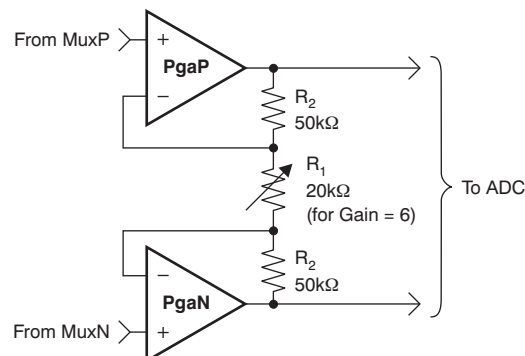 From MuxP
+
PgaP
−
R2
50kΩ
R1
20kΩ
(for Gain = 6)
To ADC
R2
50kΩ
−
PgaN
From MuxN
+